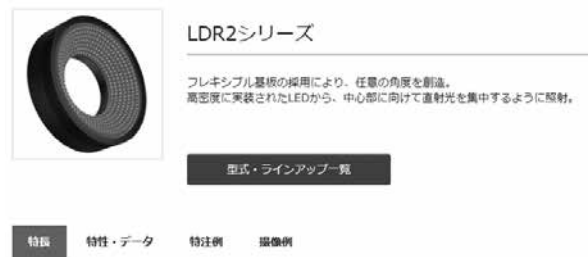 LDR2シリーズ
フレキシブル基板の採用により、任意の角度を創造。
高密度に実装されたLEDから、中心部に向けて直射光を集中するように照射。
型式・ラインアップ一覧
特長 特性・データ 特注例 撮像例